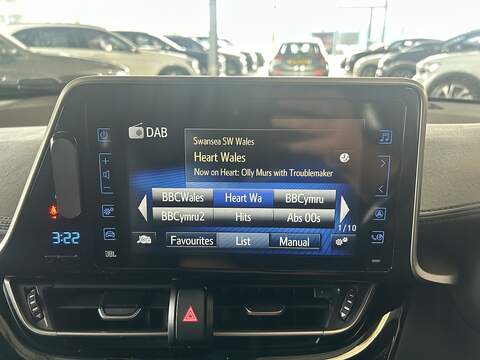 DAB
Swansea SW Wales
Heart Wales
Now on Heart: Olly Murs with Troublemaker
BBCWales Heart Wa BBCymru
BBCymru2 Hits Abs 00s
1/10
Favourites List Manual
3:22
JBL